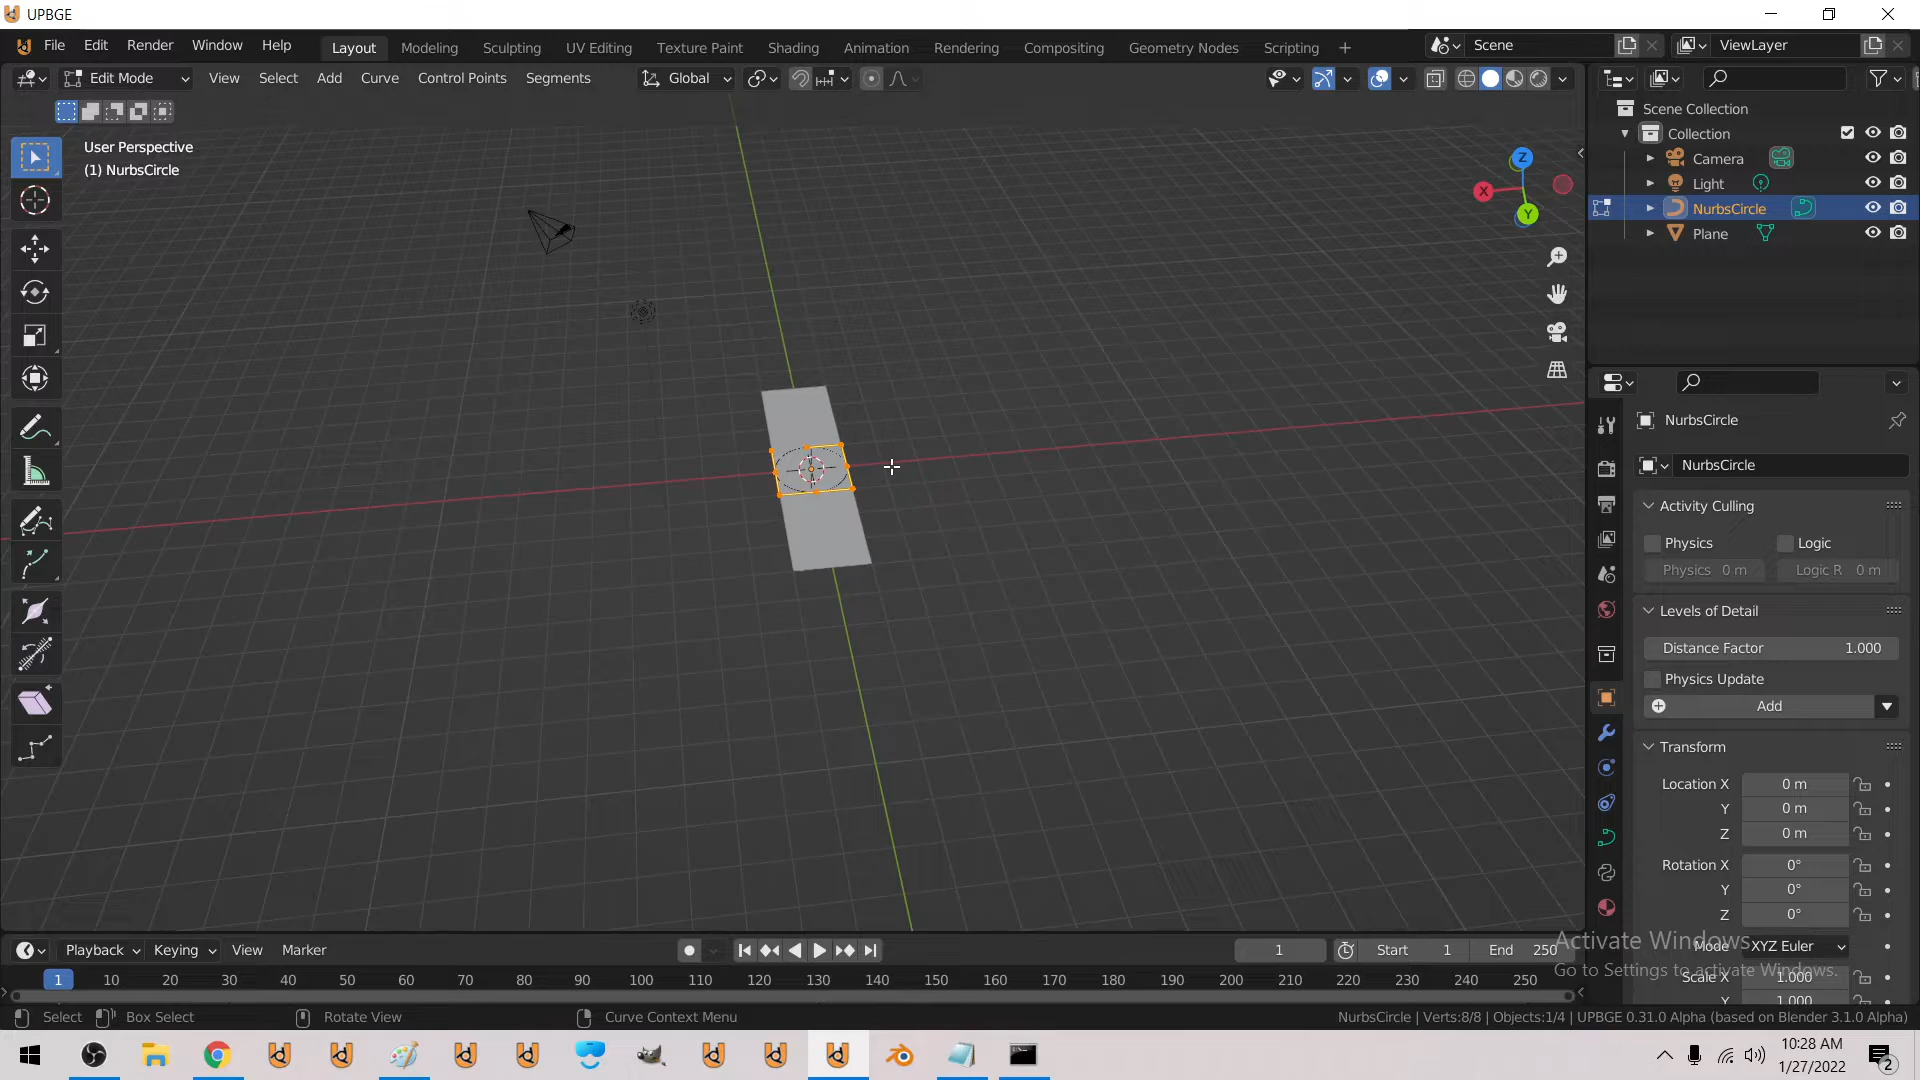 UPBGE
File Edit Render Window Help Layout Modeling Sculpting UV Editing Texture Paint Shading Animation Rendering Compositing Geometry Nodes Scripting + Scene ViewLayer
Edit Mode View Select Add Curve Control Points Segments Global
User Perspective
(1) NurbsCircle
Z
X
Y
Scene Collection
Collection
Camera
Light
NurbsCircle
Plane
NurbsCircle
NurbsCircle
Activity Culling
Physics Logic
Physics 0 m Logic R 0 m
Levels of Detail
Distance Factor 1.000
Physics Update
Add
Transform
Location X 0 m
Y 0 m
Z 0 m
Rotation X 0°
Y 0°
Z 0°
Mode XYZ Euler
Scale X 1.000
Y 1.000
Activate Windows
Go to Settings to activate Windows.
Playback Keying View Marker 1 Start 1 End 250
1 10 20 30 40 50 60 70 80 90 100 110 120 130 140 150 160 170 180 190 200 210 220 230 240 250
Select Box Select Rotate View Curve Context Menu NurbsCircle | Verts:8/8 | Objects:1/4 | UPBGE 0.31.0 Alpha (based on Blender 3.1.0 Alpha)
10:28 AM
1/27/2022
2